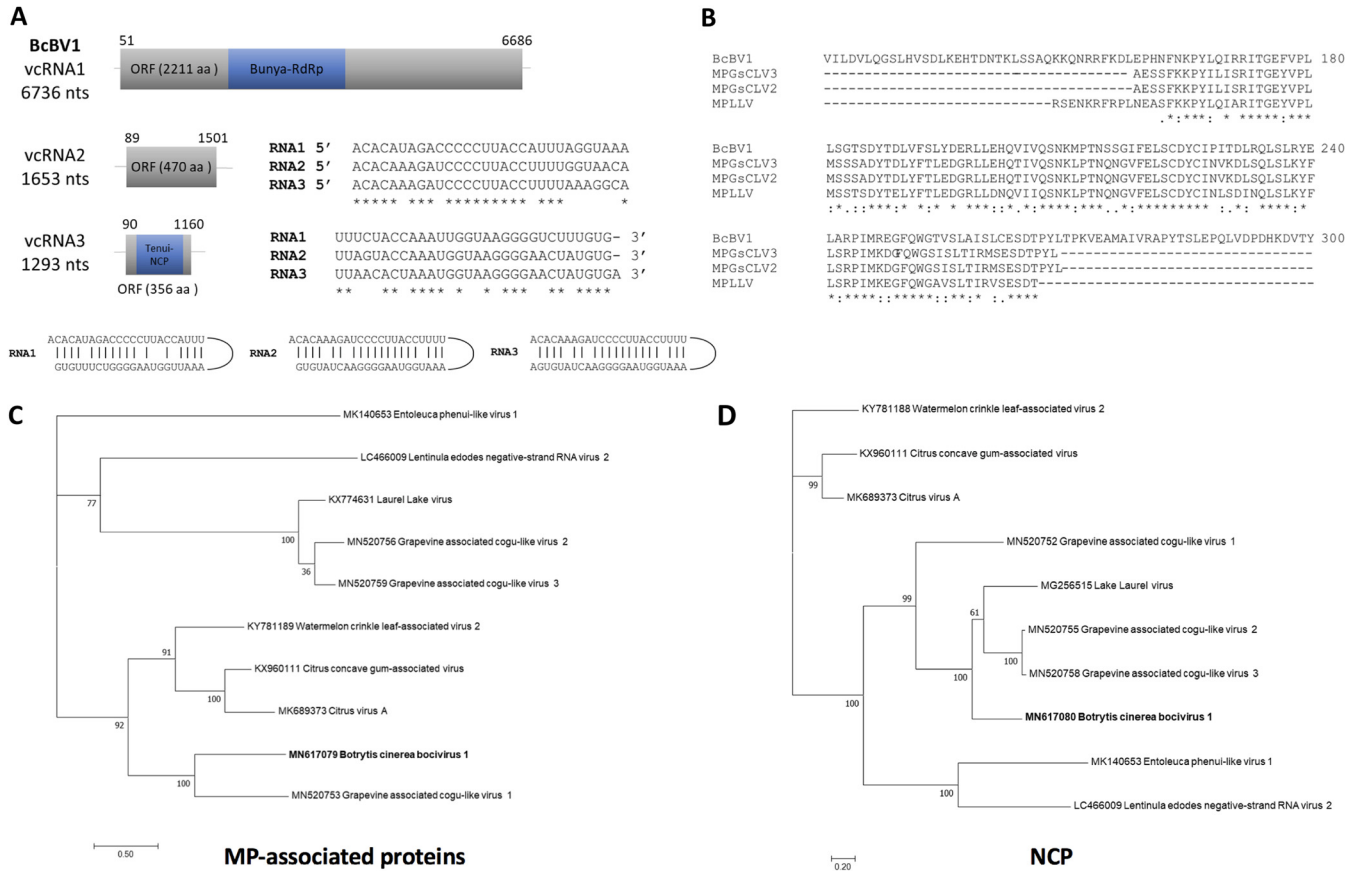 A
BcBV1
vcRNA1
6736 nts
51
6686
ORF (2211 aa )
Bunya-RdRp
vcRNA2
1653 nts
89
1501
ORF (470 aa )
RNA1 5′ ACACAUAGACCCCCUUACCAUUUAGGUAAA
RNA2 5′ ACACAAAGAUCCCCUUACCUUUUGGUAACA
RNA3 5′ ACACAAAGAUCCCCUUACCUUUUAAAGGCA
***** *** ********* *** *
vcRNA3
1293 nts
90
1160
Tenui-
NCP
ORF (356 aa )
RNA1 UUUCUACCAAAUUGGUAAGGGGUCUUUGUG- 3′
RNA2 UUAGUACCAAAUUGGUAAGGGGAACUAUGUG- 3′
RNA3 UUAACACUAAAUGGUAAGGGGAACUAUGUGA 3′
RNA1
ACACAUAGACCCCCUUACCAUUU
GUGUUUCUGGGGAAUGGUUAAA
RNA2
ACACAAAGAUCCCCUUACCUUUU
GUGUAUCAAGGGGAAUGGUAAA
RNA3
ACACAAAGAUCCCCUUACCUUUU
AGUGUAUCAAGGGGAAUGGUAAA
B
BcBV1 VILDVLQGSLHVSDLKEHTDNTKLSSAQKKQNRRFKDLEPHNFNKPYLQIRRITGEFVPL 180
MPGsCLV3 --------------------------------------AESSFKKPYILISRITGEYVPL
MPGsCLV2 --------------------------------------AESSFKKPYILISRITGEYVPL
MPLLV ----------------------------RSENKRFRPLNEASFKKPYLQIARITGEYVPL
.*:***: * *****:***
BcBV1 LSGTSDYTDLVFSLYDERLLEHQVIVQSNKMPTNSSGIFELSCDYCIPITDLRQLSLRYE 240
MPGsCLV3 MSSSADYTELYFTLEDGRLLEHQTIVQSNKLPTNQNGVFELSCDYCINVKDLQQLSLKYF
MPGsCLV2 MSSSADYTELYFTLEDGRLLEHQTIVQSNKLPTNQNGVFELSCDYCINVKDLQQLSLKYF
MPLLV MSSTSDYTELYFTLEDGRLLDNQVIIQSNKLPTNQNGVFELSCDYCINLSDINQLSLKYF
BcBV1 LARPIMREGFQWGTVSLAISLCESDTPYLTPKVEAMAIVRAPYTSLEPQLVDPDHKDVTY 300
MPGsCLV3 LSRPIMKDGFQWGSISLTIRMSESDTPYL-------------------------------
MPGsCLV2 LSRPIMKDGFQWGSISLTIRMSESDTPYL-------------------------------
MPLLV LSRPIMKEGFQWGAVSLTIRVSESDT----------------------------------
*:****::*****::**:* :.****
C
MK140653 Entoleuca phenui-like virus 1
LC466009 Lentinula edodes negative-strand RNA virus 2
77
KX774631 Laurel Lake virus
100
MN520756 Grapevine associated cogu-like virus 2
36
MN520759 Grapevine associated cogu-like virus 3
KY781189 Watermelon crinkle leaf-associated virus 2
91
KX960111 Citrus concave gum-associated virus
100
MK689373 Citrus virus A
92
MN617079 Botrytis cinerea bocivirus 1
100
MN520753 Grapevine associated cogu-like virus 1
0.50
MP-associated proteins
D
KY781188 Watermelon crinkle leaf-associated virus 2
KX960111 Citrus concave gum-associated virus
99
MK689373 Citrus virus A
MN520752 Grapevine associated cogu-like virus 1
99
MG256515 Lake Laurel virus
61
MN520755 Grapevine associated cogu-like virus 2
100
MN520758 Grapevine associated cogu-like virus 3
100
MN617080 Botrytis cinerea bocivirus 1
100
MK140653 Entoleuca phenui-like virus 1
100
LC466009 Lentinula edodes negative-strand RNA virus 2
0.20
NCP